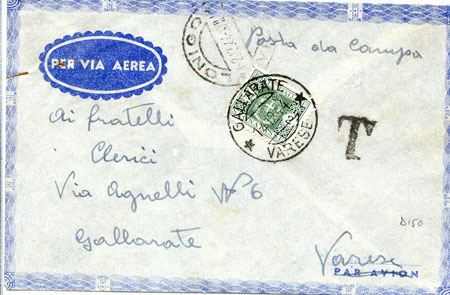 Posta da Campo
PER VIA AEREA
GALLARATE
VARESE
T
Ai fratelli
Clerici
Via Agnelli N° 6
Gallarate
D150
Varese
PAR AVION